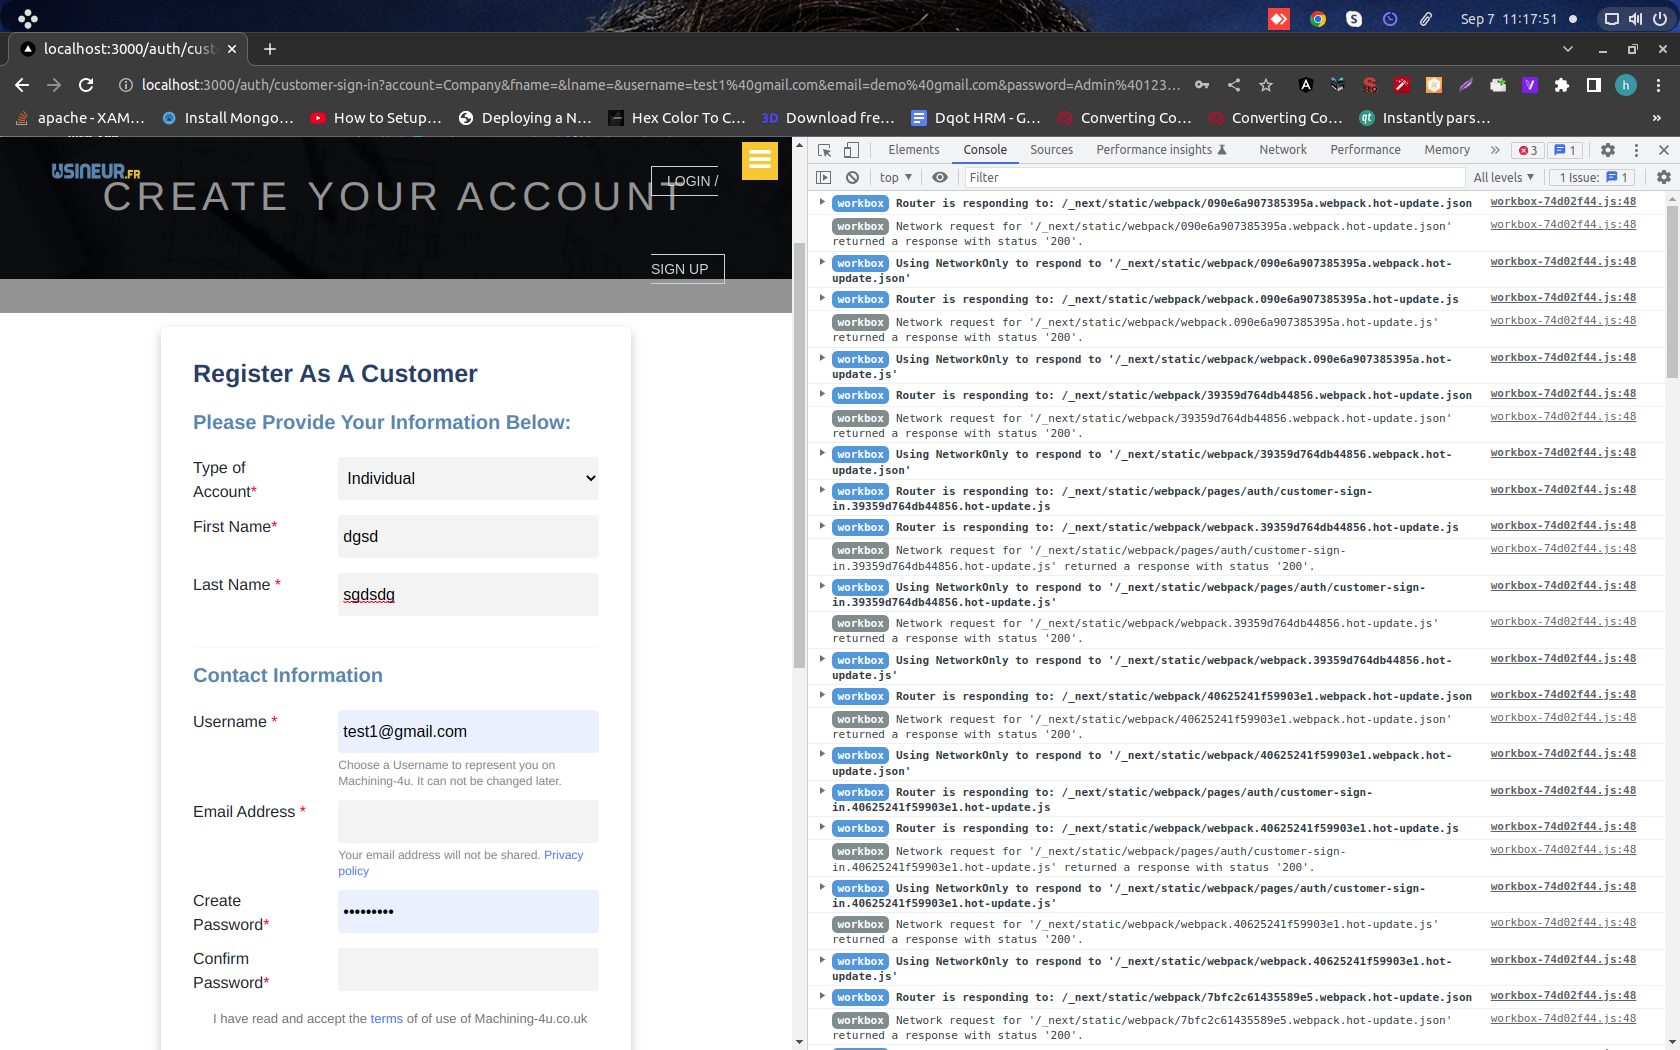 Sep 7 11:17:51
localhost:3000/auth/cust
localhost:3000/auth/customer-sign-in?account=Company&fname=&lname=&username=test1%40gmail.com&email=demo%40gmail.com&password=Admin%40123...
apache - XAM... Install Mongo... How to Setup... Deploying a N... Hex Color To C... 3D Download fre... Dqot HRM - G... Converting Co... Converting Co... qt Instantly pars... »
USINEUR.FR
CREATE YOUR ACCOUNT
LOGIN /
SIGN UP
Register As A Customer
Please Provide Your Information Below:
Type of
Account*
Individual
First Name*
dgsd
Last Name *
sgdsdg
Contact Information
Username *
test1@gmail.com
Choose a Username to represent you on
Machining-4u. It can not be changed later.
Email Address *
Your email address will not be shared. Privacy
policy
Create
Password*
•••••••••
Confirm
Password*
I have read and accept the terms of of use of Machining-4u.co.uk
Elements Console Sources Performance insights Network Performance Memory » 3 1
top Filter All levels 1 Issue: 1
workbox Router is responding to: /_next/static/webpack/090e6a907385395a.webpack.hot-update.json workbox-74d02f44.js:48
workbox Network request for '/_next/static/webpack/090e6a907385395a.webpack.hot-update.json' workbox-74d02f44.js:48
returned a response with status '200'.
workbox Using NetworkOnly to respond to '/_next/static/webpack/090e6a907385395a.webpack.hot- workbox-74d02f44.js:48
update.json'
workbox Router is responding to: /_next/static/webpack/webpack.090e6a907385395a.hot-update.js workbox-74d02f44.js:48
workbox Network request for '/_next/static/webpack/webpack.090e6a907385395a.hot-update.js' workbox-74d02f44.js:48
returned a response with status '200'.
workbox Using NetworkOnly to respond to '/_next/static/webpack/webpack.090e6a907385395a.hot- workbox-74d02f44.js:48
update.js'
workbox Router is responding to: /_next/static/webpack/39359d764db44856.webpack.hot-update.json workbox-74d02f44.js:48
workbox Network request for '/_next/static/webpack/39359d764db44856.webpack.hot-update.json' workbox-74d02f44.js:48
returned a response with status '200'.
workbox Using NetworkOnly to respond to '/_next/static/webpack/39359d764db44856.webpack.hot- workbox-74d02f44.js:48
update.json'
workbox Router is responding to: /_next/static/webpack/pages/auth/customer-sign- workbox-74d02f44.js:48
in.39359d764db44856.hot-update.js
workbox Router is responding to: /_next/static/webpack/webpack.39359d764db44856.hot-update.js workbox-74d02f44.js:48
workbox Network request for '/_next/static/webpack/pages/auth/customer-sign- workbox-74d02f44.js:48
in.39359d764db44856.hot-update.js' returned a response with status '200'.
workbox Using NetworkOnly to respond to '/_next/static/webpack/pages/auth/customer-sign- workbox-74d02f44.js:48
in.39359d764db44856.hot-update.js'
workbox Network request for '/_next/static/webpack/webpack.39359d764db44856.hot-update.js' workbox-74d02f44.js:48
returned a response with status '200'.
workbox Using NetworkOnly to respond to '/_next/static/webpack/webpack.39359d764db44856.hot- workbox-74d02f44.js:48
update.js'
workbox Router is responding to: /_next/static/webpack/40625241f59903e1.webpack.hot-update.json workbox-74d02f44.js:48
workbox Network request for '/_next/static/webpack/40625241f59903e1.webpack.hot-update.json' workbox-74d02f44.js:48
returned a response with status '200'.
workbox Using NetworkOnly to respond to '/_next/static/webpack/40625241f59903e1.webpack.hot- workbox-74d02f44.js:48
update.json'
workbox Router is responding to: /_next/static/webpack/pages/auth/customer-sign- workbox-74d02f44.js:48
in.40625241f59903e1.hot-update.js
workbox Router is responding to: /_next/static/webpack/webpack.40625241f59903e1.hot-update.js workbox-74d02f44.js:48
workbox Network request for '/_next/static/webpack/pages/auth/customer-sign- workbox-74d02f44.js:48
in.40625241f59903e1.hot-update.js' returned a response with status '200'.
workbox Using NetworkOnly to respond to '/_next/static/webpack/pages/auth/customer-sign- workbox-74d02f44.js:48
in.40625241f59903e1.hot-update.js'
workbox Network request for '/_next/static/webpack/webpack.40625241f59903e1.hot-update.js' workbox-74d02f44.js:48
returned a response with status '200'.
workbox Using NetworkOnly to respond to '/_next/static/webpack/webpack.40625241f59903e1.hot- workbox-74d02f44.js:48
update.js'
workbox Router is responding to: /_next/static/webpack/7bfc2c61435589e5.webpack.hot-update.json workbox-74d02f44.js:48
workbox Network request for '/_next/static/webpack/7bfc2c61435589e5.webpack.hot-update.json' workbox-74d02f44.js:48
returned a response with status '200'.